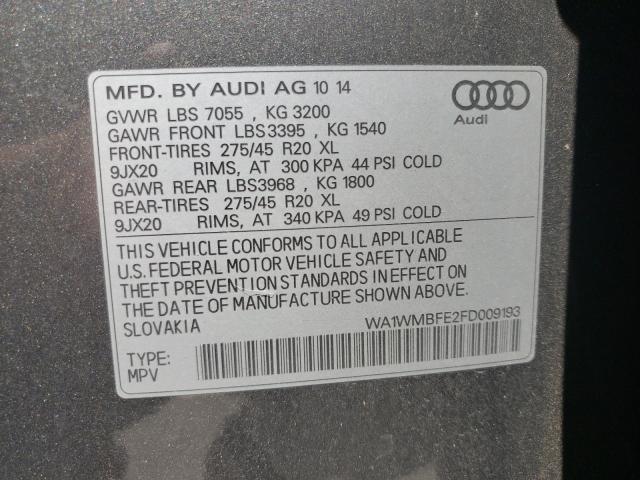 MFD. BY AUDI AG 10 14
Audi
GVWR LBS 7055 , KG 3200
GAWR FRONT LBS3395 , KG 1540
FRONT-TIRES 275/45 R20 XL
9JX20 RIMS, AT 300 KPA 44 PSI COLD
GAWR REAR LBS3968 , KG 1800
REAR-TIRES 275/45 R20 XL
9JX20 RIMS, AT 340 KPA 49 PSI COLD
THIS VEHICLE CONFORMS TO ALL APPLICABLE
U.S. FEDERAL MOTOR VEHICLE SAFETY AND
THEFT PREVENTION STANDARDS IN EFFECT ON
THE DATE OF MANUFACTURE SHOWN ABOVE.
SLOVAKIA
WA1WMBFE2FD009193
TYPE:
MPV